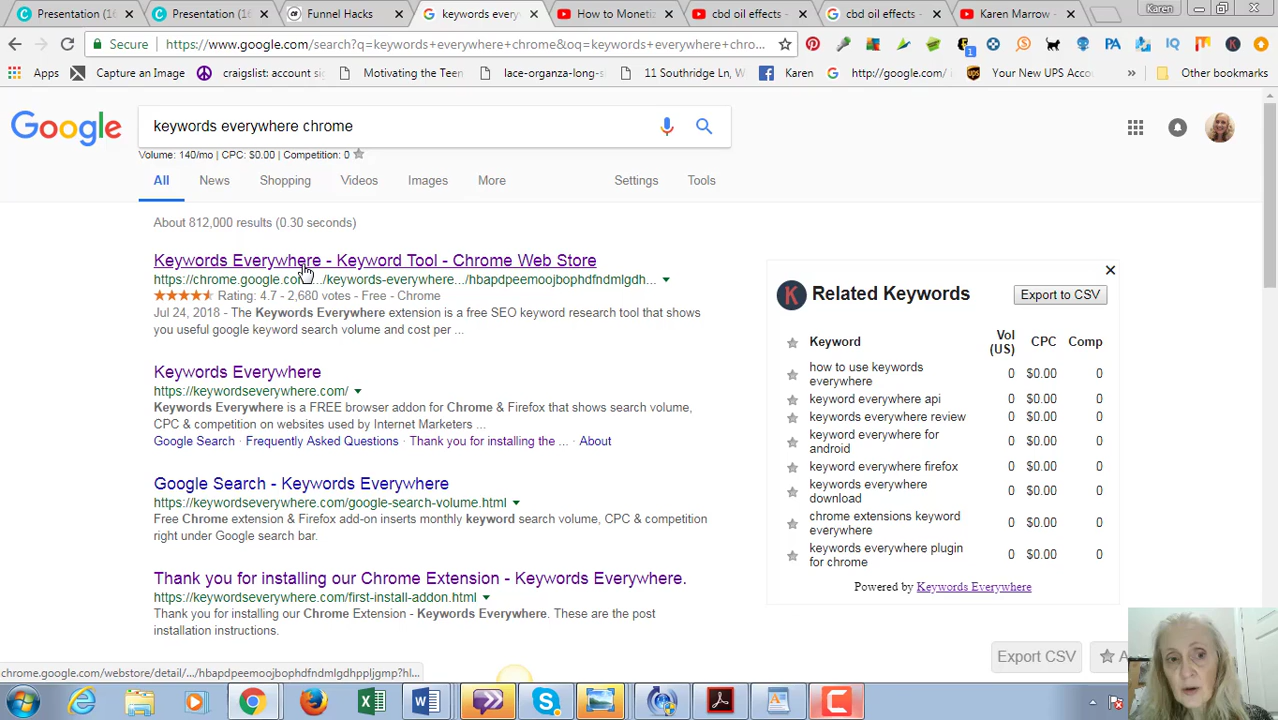 Presentation (16
Presentation (16
Funnel Hacks
keywords every
How to Monetiz
cbd oil effects -
cbd oil effects -
Karen Marrow -
Karen
Secure
https://www.google.com/search?q=keywords+everywhere+chrome&oq=keywords+everywhere+chro...
1
PA
IQ
K
Apps
Capture an Image
craigslistaccount sig
Motivating the Teen
lace-organza-long-s
11 Southridge Ln, W
Karen
http://google.com/
Your New UPS Acco
»
Other bookmarks
Google
keywords everywhere chrome
Volume: 140/mo | CPC: $0.00 | Competition: 0
All
News
Shopping
Videos
Images
More
Settings
Tools
About 812,000 results (0.30 seconds)
Keywords Everywhere - Keyword Tool - Chrome Web Store
https://chrome.google.com/.../keywords-everywhere.../hbapdpeemoojbophdfndmlgdh...
Rating: 4.7 - 2,680 votes - Free - Chrome
Jul 24, 2018 - The Keywords Everywhere extension is a free SEO keyword research tool that shows
you useful google keyword search volume and cost per ...
Keywords Everywhere
https://keywordseverywhere.com/
Keywords Everywhere is a FREE browser addon for Chrome & Firefox that shows search volume,
CPC & competition on websites used by Internet Marketers ...
Google Search · Frequently Asked Questions · Thank you for installing the ... · About
Google Search - Keywords Everywhere
https://keywordseverywhere.com/google-search-volume.html
Free Chrome extension & Firefox add-on inserts monthly keyword search volume, CPC & competition
right under Google search bar.
Thank you for installing our Chrome Extension - Keywords Everywhere.
https://keywordseverywhere.com/first-install-addon.html
Thank you for installing our Chrome Extension - Keywords Everywhere. These are the post
installation instructions.
K Related Keywords
Export to CSV
Keyword Vol (US) CPC Comp
how to use keywords everywhere 0 $0.00 0
keyword everywhere api 0 $0.00 0
keywords everywhere review 0 $0.00 0
keyword everywhere for android 0 $0.00 0
keyword everywhere firefox 0 $0.00 0
keywords everywhere download 0 $0.00 0
chrome extensions keyword everywhere 0 $0.00 0
keywords everywhere plugin for chrome 0 $0.00 0
Powered by Keywords Everywhere
Export CSV
chrome.google.com/webstore/detail/.../hbapdpeemoojbophdfndmlgdhppljgmp?hl...